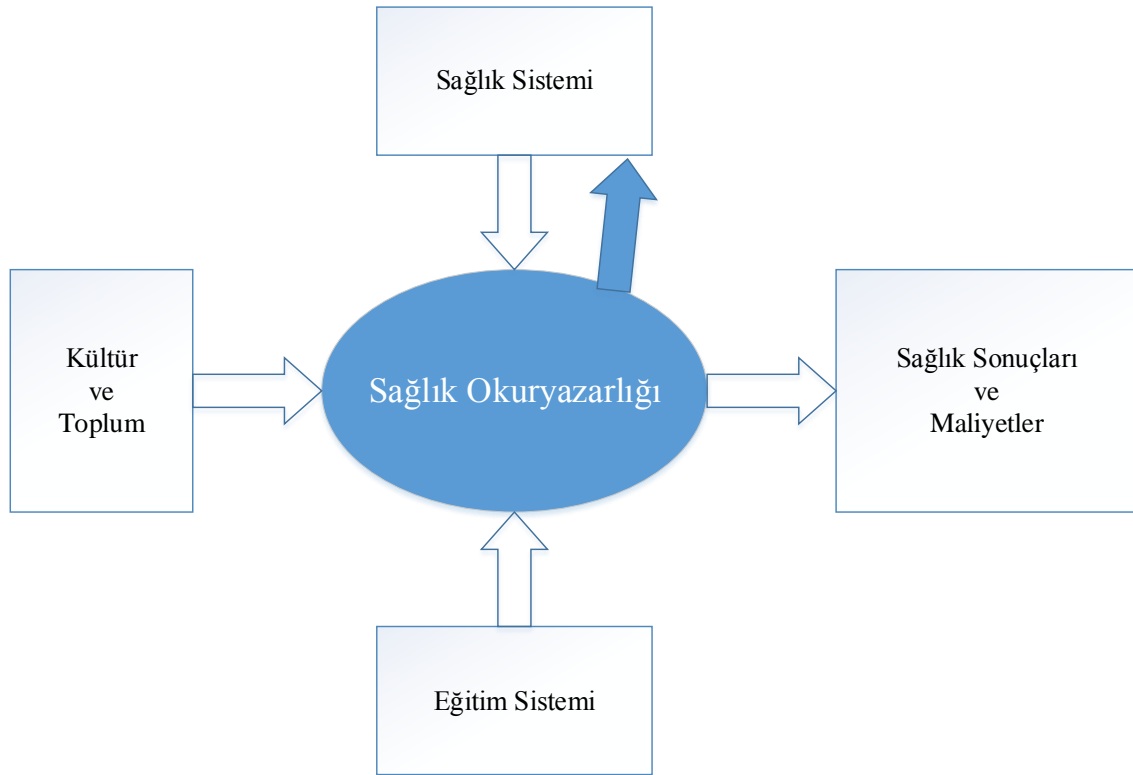 Sağlık Sistemi
Kültür
ve
Toplum
Sağlık Okuryazarlığı
Sağlık Sonuçları
ve
Maliyetler
Eğitim Sistemi